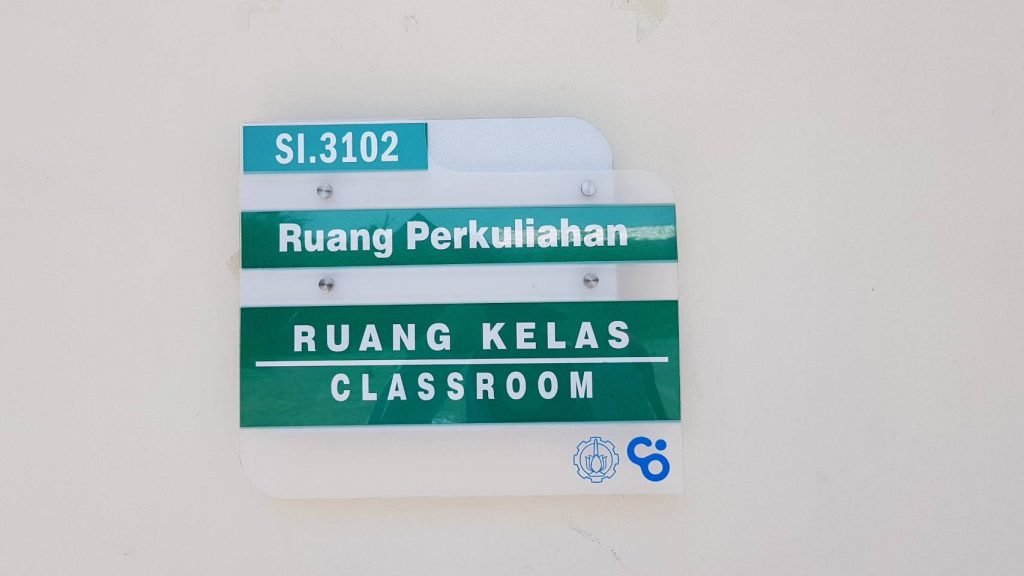 SI.3102
Ruang Perkuliahan
RUANG KELAS
CLASSROOM